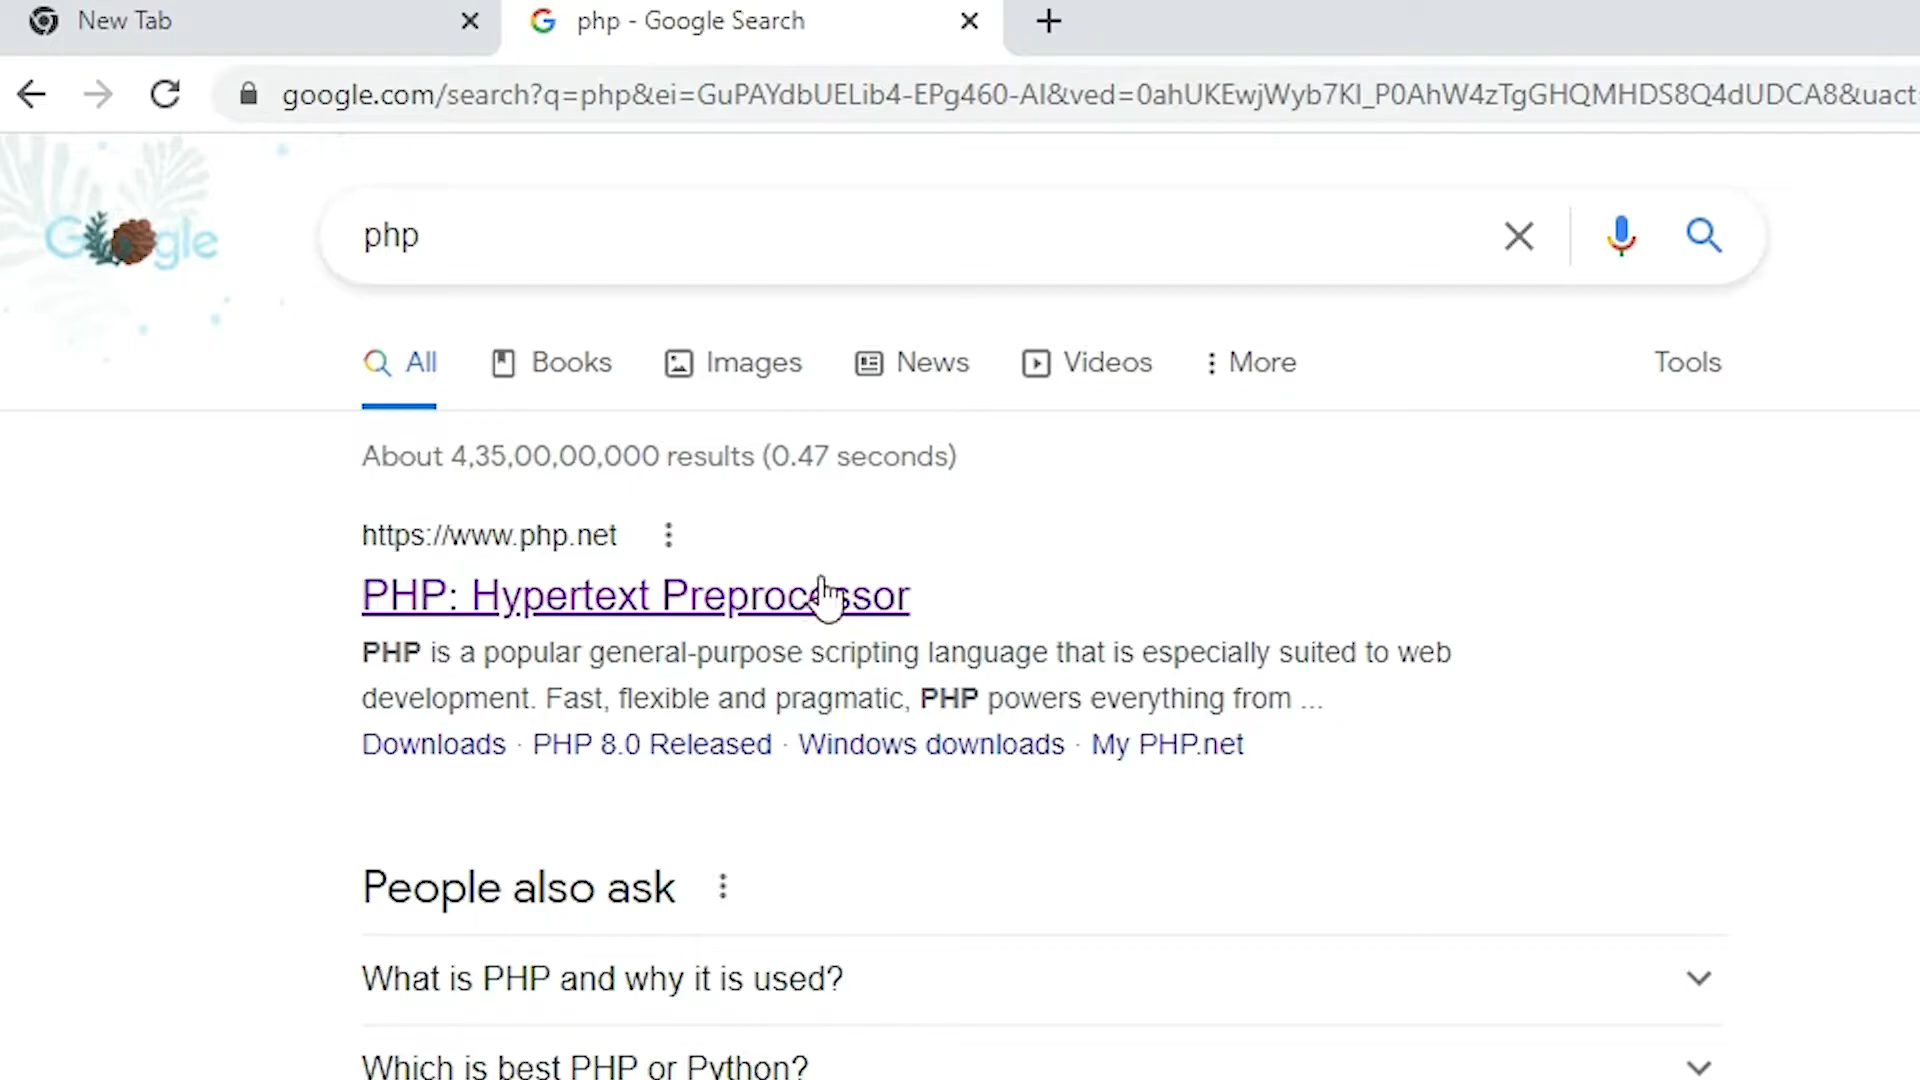 New Tab
php - Google Search
google.com/search?q=php&ei=GuPAYdbUELib4-EPg460-AI&ved=0ahUKEwjWyb7KI_P0AhW4zTgGHQMHDS8Q4dUDCA8&uact=
Google
php
All Books Images News Videos More Tools
About 4,35,00,00,000 results (0.47 seconds)
https://www.php.net
PHP: Hypertext Preprocessor
PHP is a popular general-purpose scripting language that is especially suited to web
development. Fast, flexible and pragmatic, PHP powers everything from ...
Downloads · PHP 8.0 Released · Windows downloads · My PHP.net
People also ask
What is PHP and why it is used?
Which is best PHP or Python?